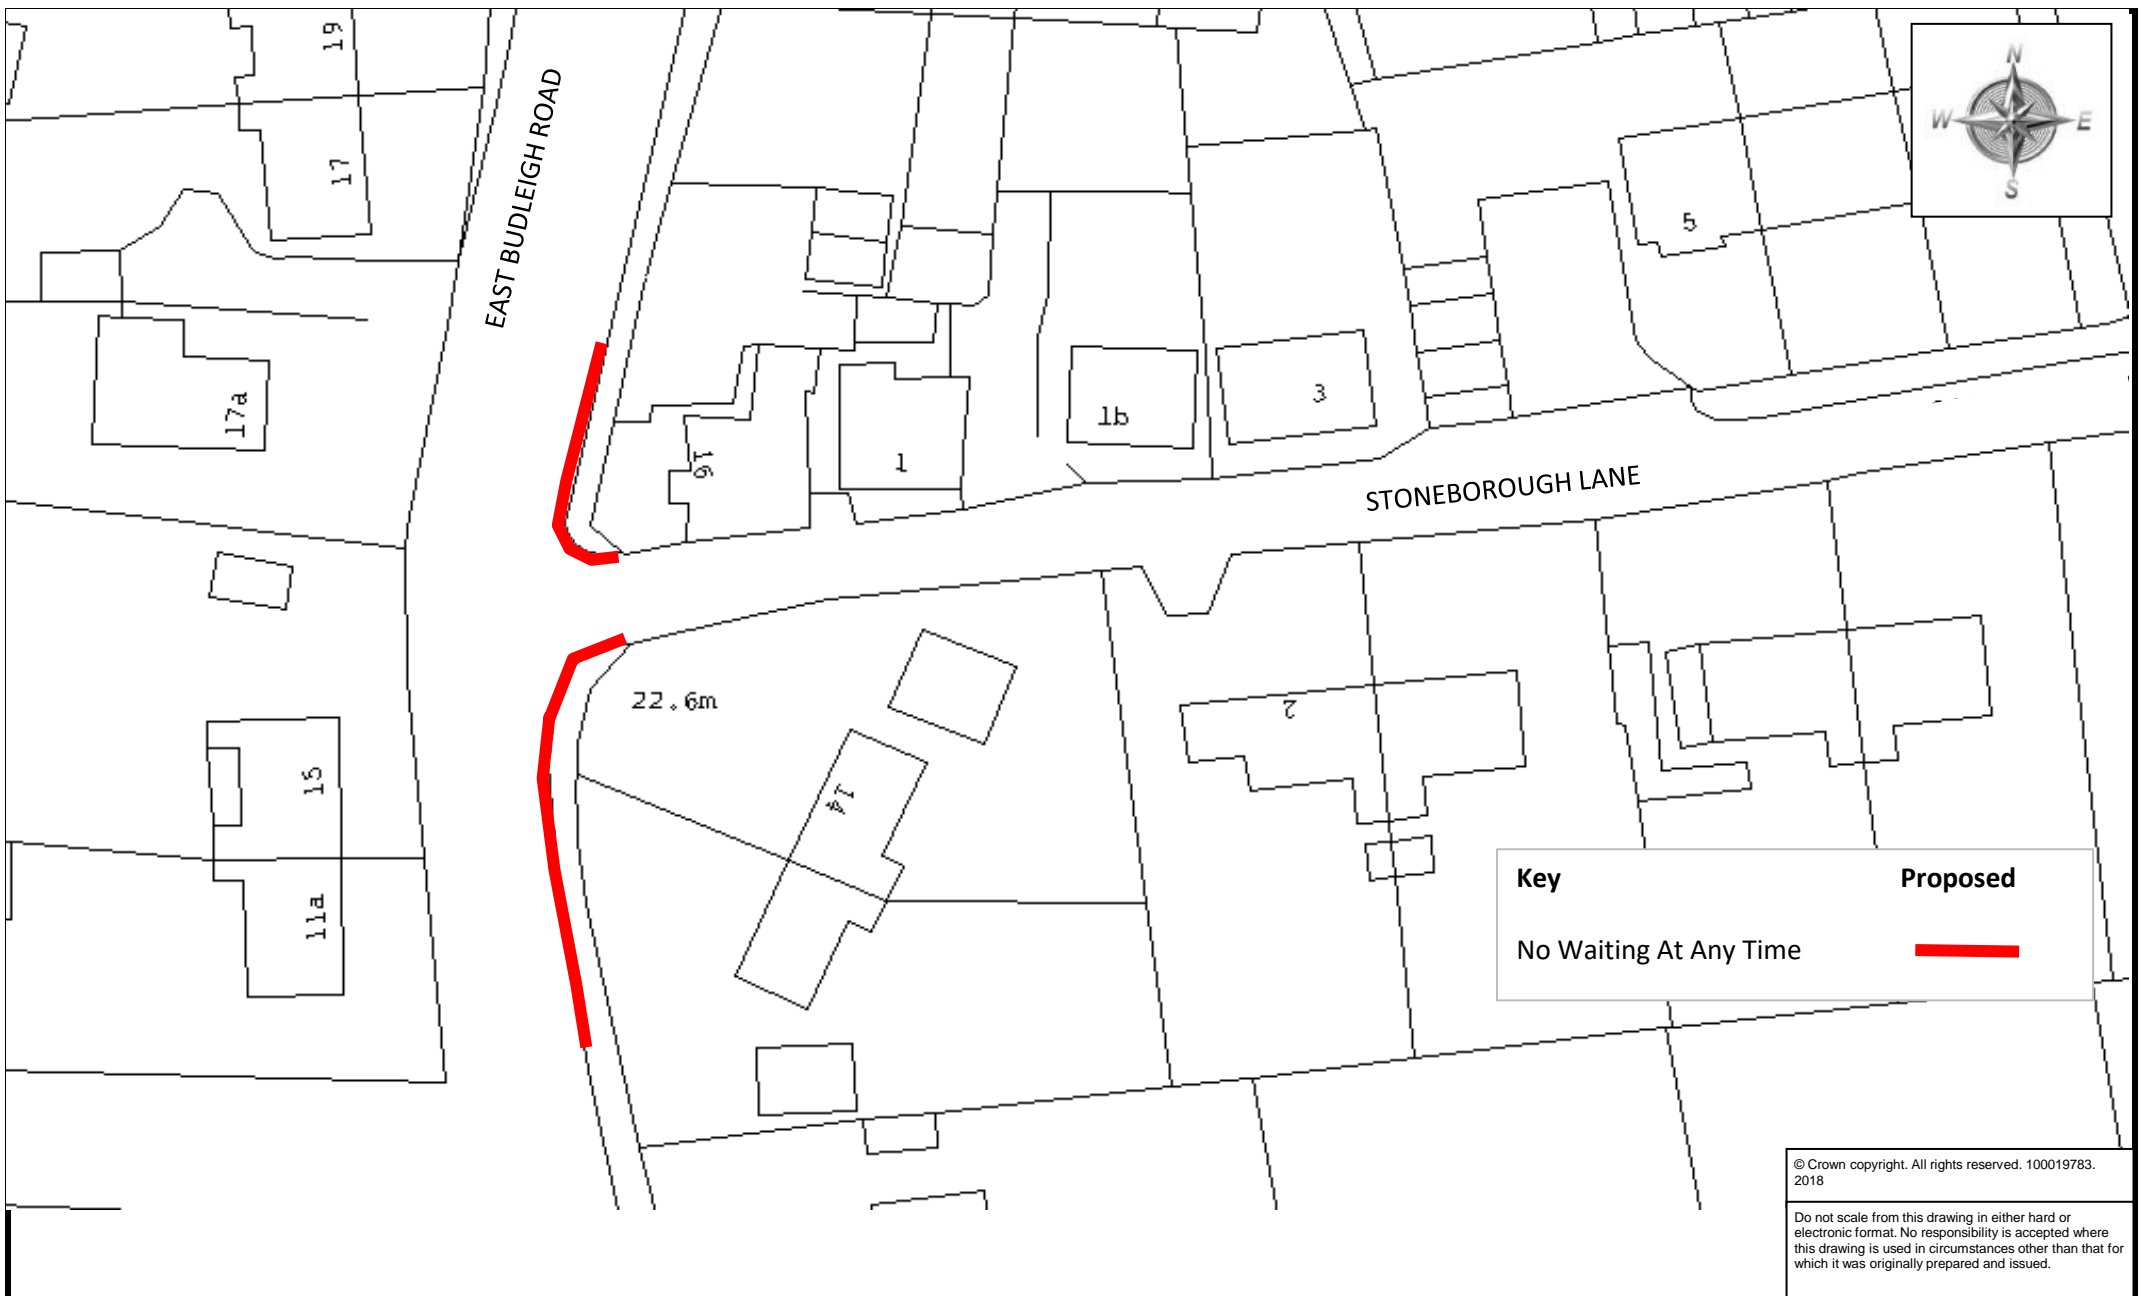 19
17
EAST BUDLEIGH ROAD
N
W
E
S
5
17a
16
1
1b
3
STONEBOROUGH LANE
22.6m
2
15
14
11a
Key Proposed
No Waiting At Any Time
© Crown copyright. All rights reserved. 100019783.
2018
Do not scale from this drawing in either hard or
electronic format. No responsibility is accepted where
this drawing is used in circumstances other than that for
which it was originally prepared and issued.